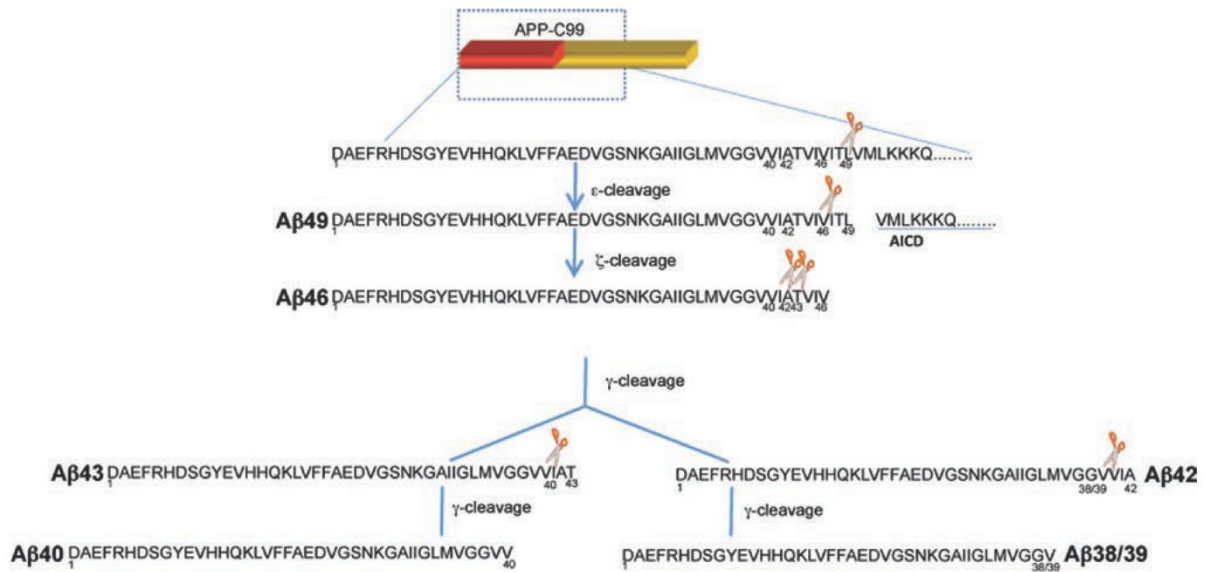 APP-C99
DAEFRHDSGYEVHHQKLVFFAEDVGSNKGAIIGLMVGGVVIATVIVITLVMLKKKQ........
1 40 42 46 49
ε-cleavage
Aβ49 DAEFRHDSGYEVHHQKLVFFAEDVGSNKGAIIGLMVGGVVIATVIVITL VMLKKKQ........
1 40 42 46 49 AICD
ζ-cleavage
Aβ46 DAEFRHDSGYEVHHQKLVFFAEDVGSNKGAIIGLMVGGVVIATVIV
1 40 42 43 46
γ-cleavage
Aβ43 DAEFRHDSGYEVHHQKLVFFAEDVGSNKGAIIGLMVGGVVIAT
1 40 43
DAEFRHDSGYEVHHQKLVFFAEDVGSNKGAIIGLMVGGVVIA Aβ42
1 38/39 42
γ-cleavage
γ-cleavage
Aβ40 DAEFRHDSGYEVHHQKLVFFAEDVGSNKGAIIGLMVGGVV
1 40
DAEFRHDSGYEVHHQKLVFFAEDVGSNKGAIIGLMVGGV Aβ38/39
1 38/39